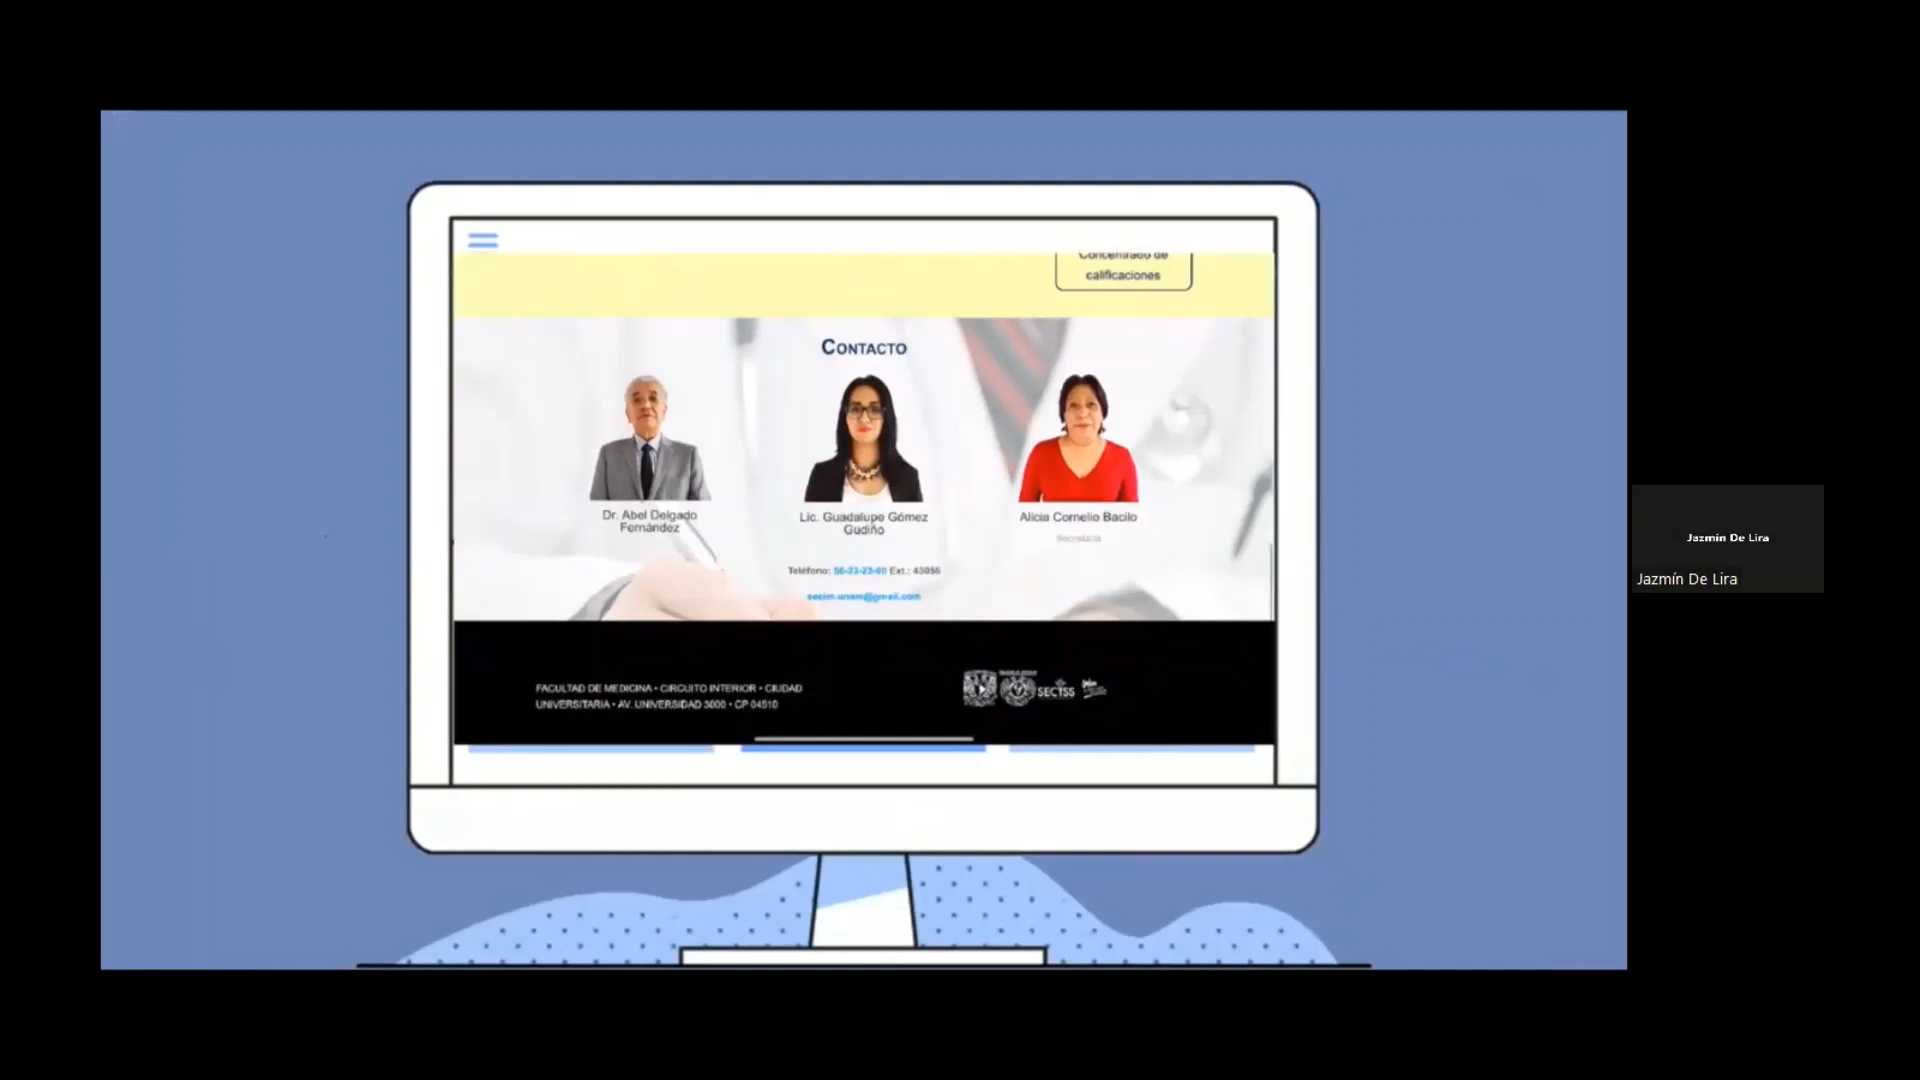 Concentrado de
calificaciones
CONTACTO
Dr. Abel Delgado
Fernández
Lic. Guadalupe Gómez
Gudiño
Alicia Cornelio Bacilo
Secretaria
Teléfono: 56-23-23-00 Ext.: 43056
secim.unam@gmail.com
FACULTAD DE MEDICINA • CIRCUITO INTERIOR • CIUDAD
UNIVERSITARIA • AV. UNIVERSIDAD 3000 • CP 04510
SECISS
Jazmín De Lira
Jazmín De Lira